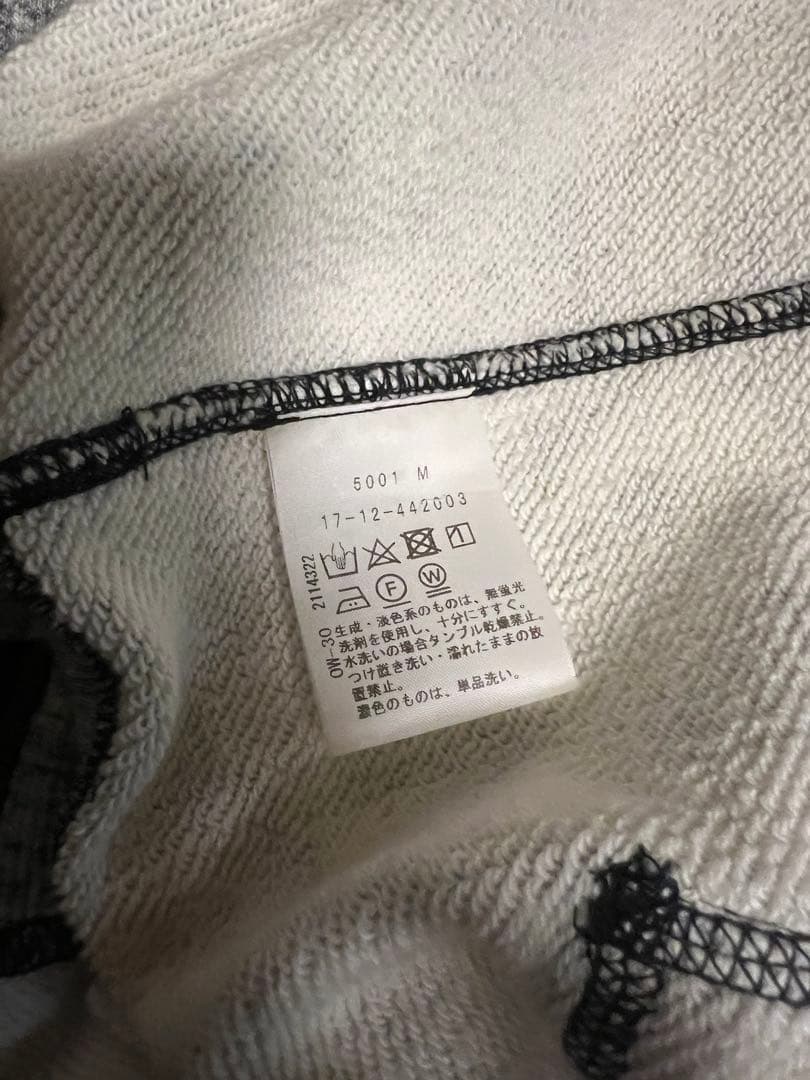 5001 M
17-12-442003
2114322
F W
0W-30
生成・淡色系のものは、無蛍光
洗剤を使用し、十分にすすぐ。
水洗いの場合タンブル乾燥禁止。
つけ置き洗い・濡れたままの放
置禁止。
濃色のものは、単品洗い。